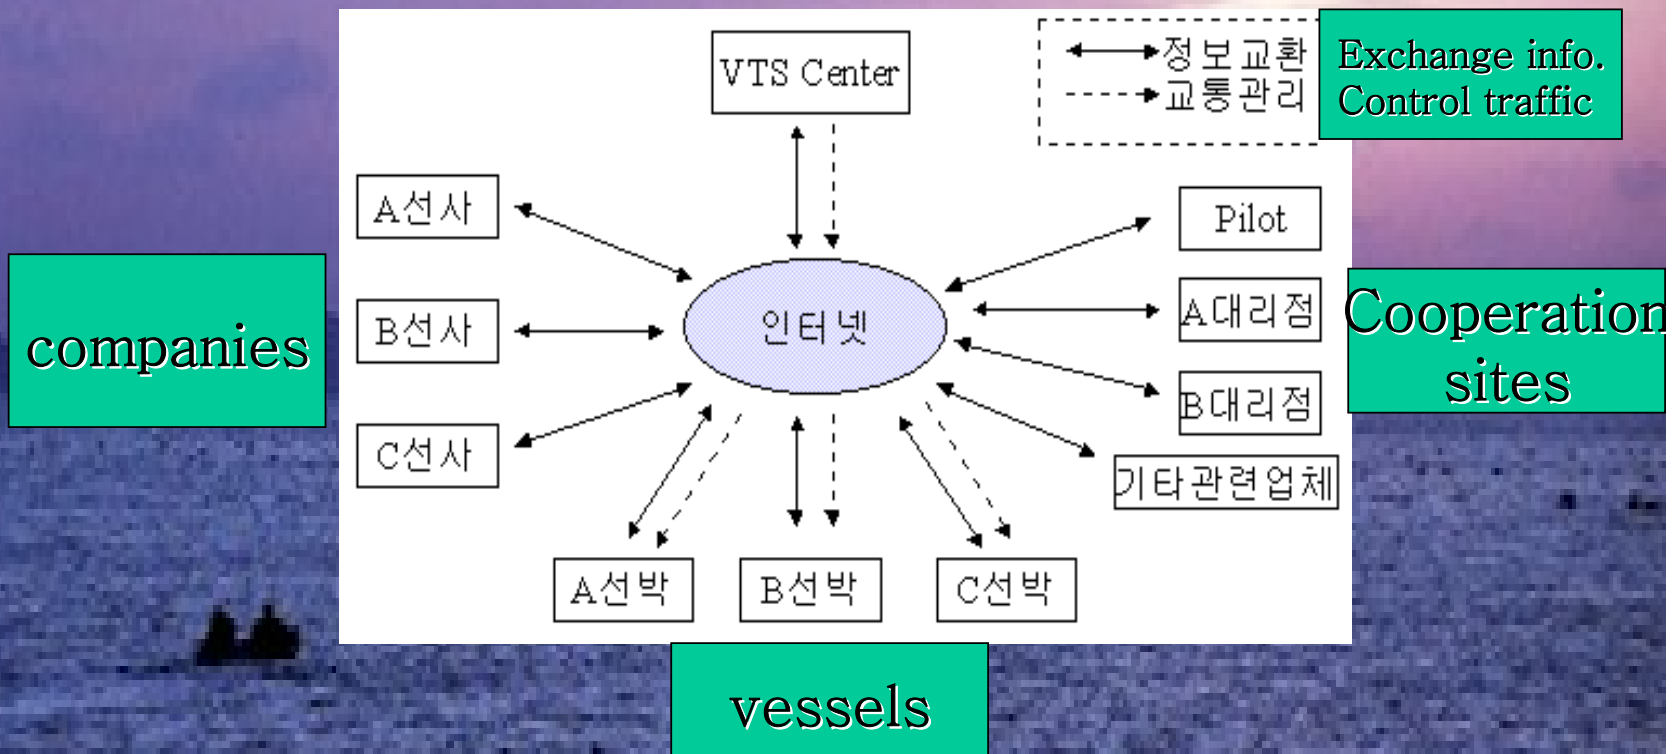 VTS Center
정보교환
교통관리
Exchange info.
Control traffic
A선사
B선사
C선사
companies
인터넷
Pilot
A대리점
B대리점
기타관련업체
Cooperation
sites
A선박
B선박
C선박
vessels